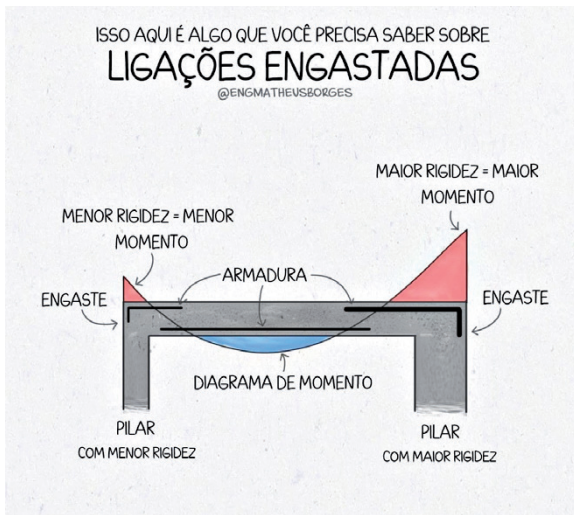 ISSO AQUI É ALGO QUE VOCÊ PRECISA SABER SOBRE
LIGAÇÕES ENGASTADAS
@ENGMATHEUSBORGES
MAIOR RIGIDEZ = MAIOR
MOMENTO
MENOR RIGIDEZ = MENOR
MOMENTO
ARMADURA
ENGASTE
ENGASTE
DIAGRAMA DE MOMENTO
PILAR
COM MENOR RIGIDEZ
PILAR
COM MAIOR RIGIDEZ